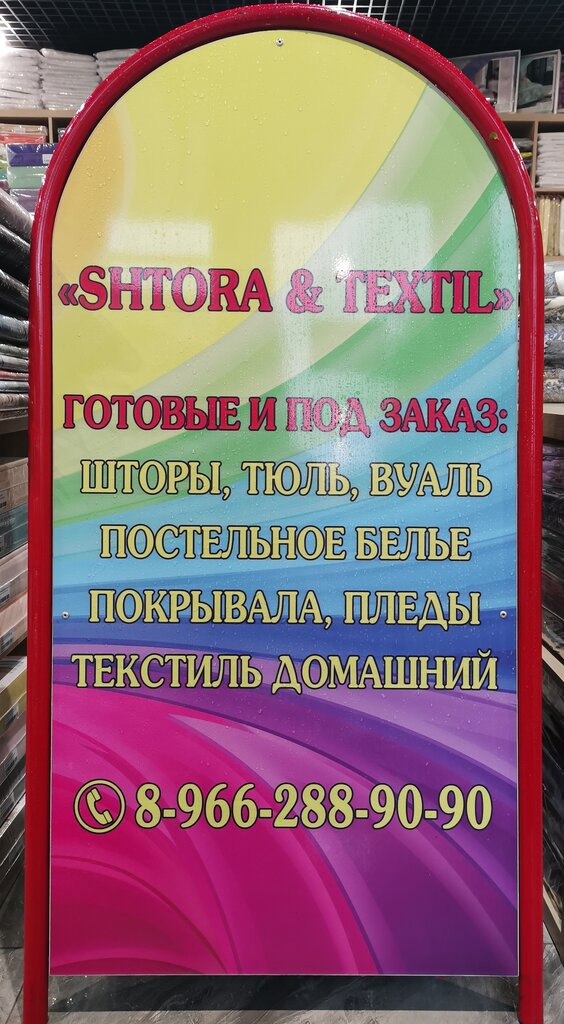 «SHTORA & TEXTIL»
ГОТОВЫЕ И ПОД ЗАКАЗ:
ШТОРЫ, ТЮЛЬ, ВУАЛЬ
ПОСТЕЛЬНОЕ БЕЛЬЕ
ПОКРЫВАЛА, ПЛЕДЫ
ТЕКСТИЛЬ ДОМАШНИЙ
8-966-288-90-90